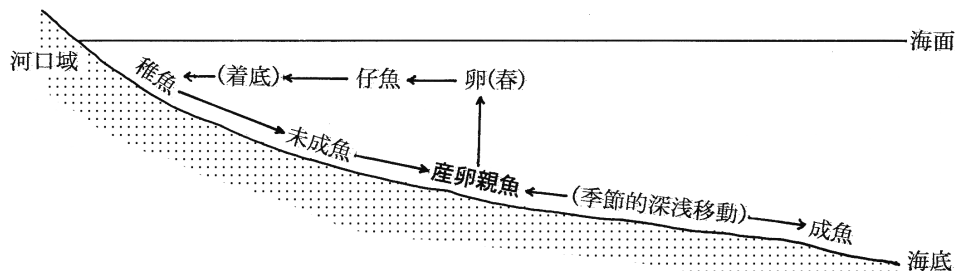 海面
河口域
稚魚
(着底)
仔魚
卵(春)
未成魚
産卵親魚
(季節的深浅移動)
成魚
海底